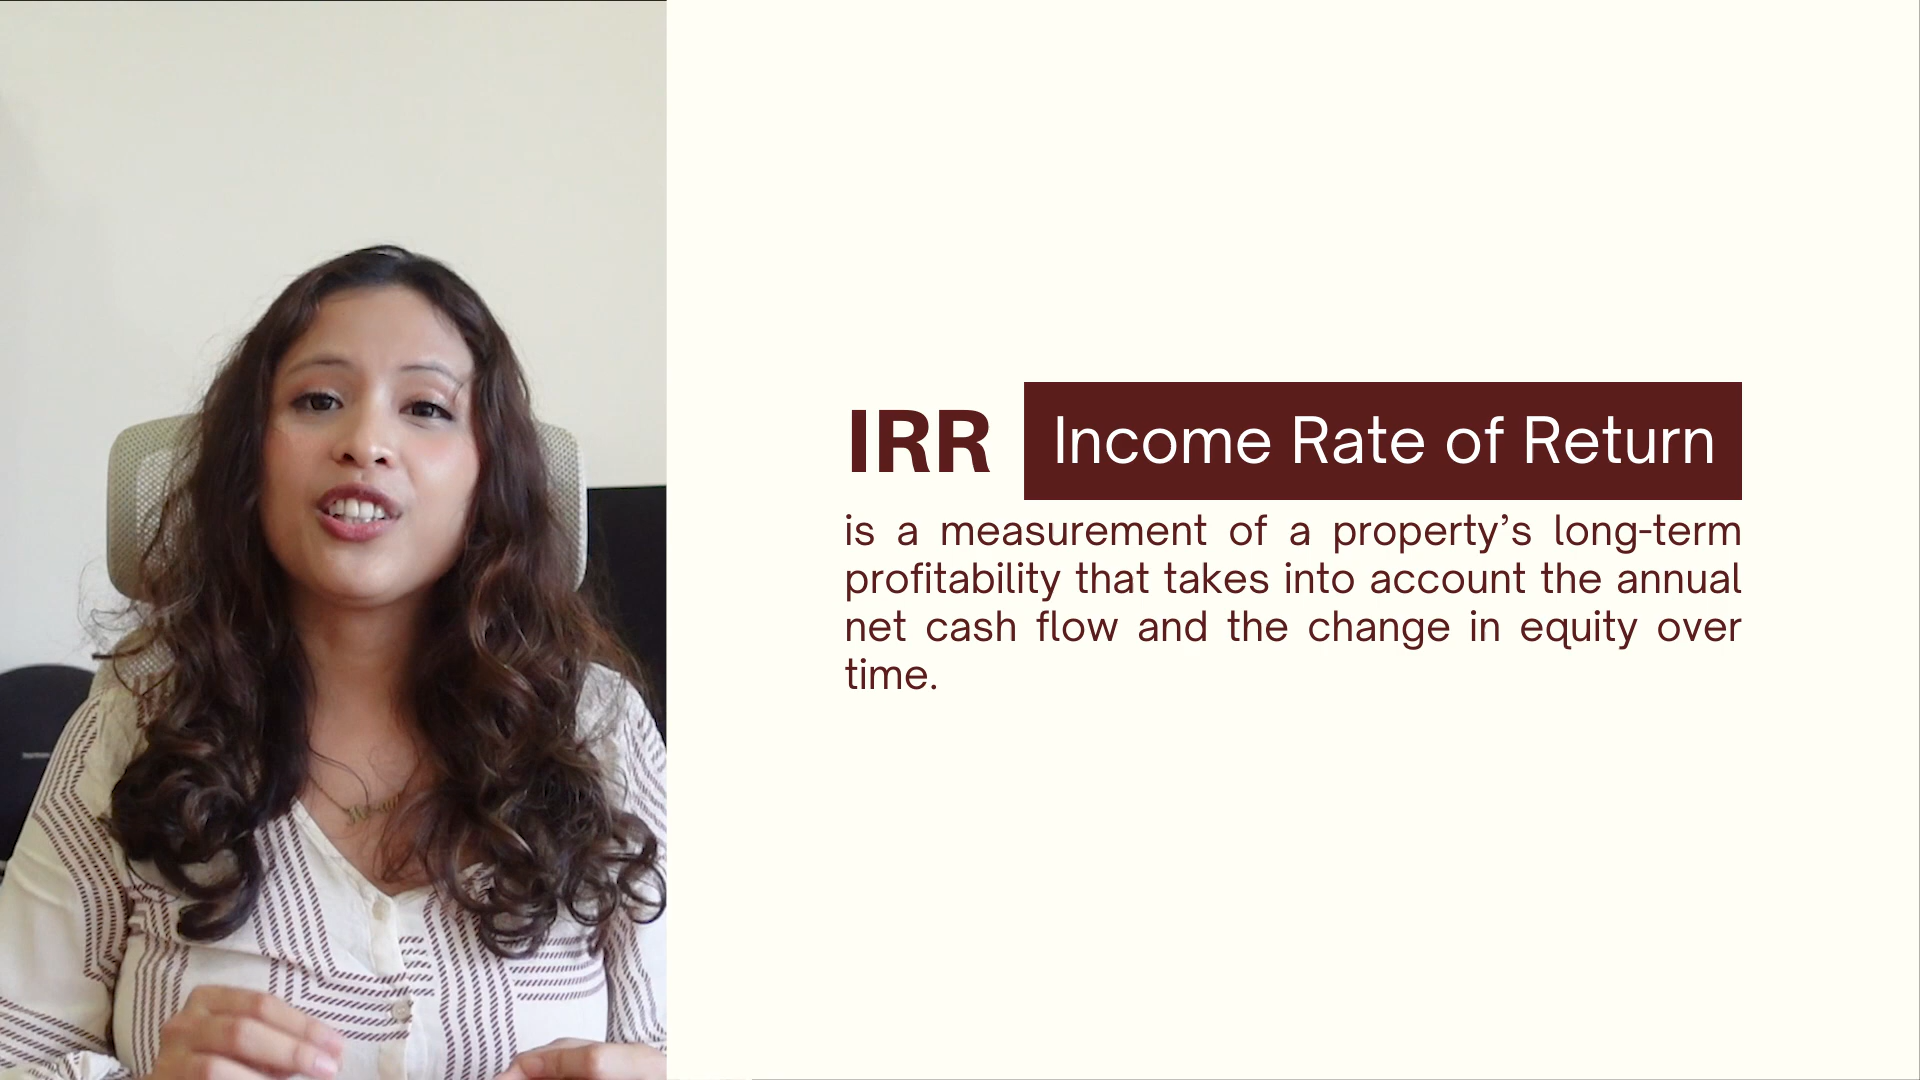 IRR Income Rate of Return
is a measurement of a property’s long-term
profitability that takes into account the annual
net cash flow and the change in equity over
time.